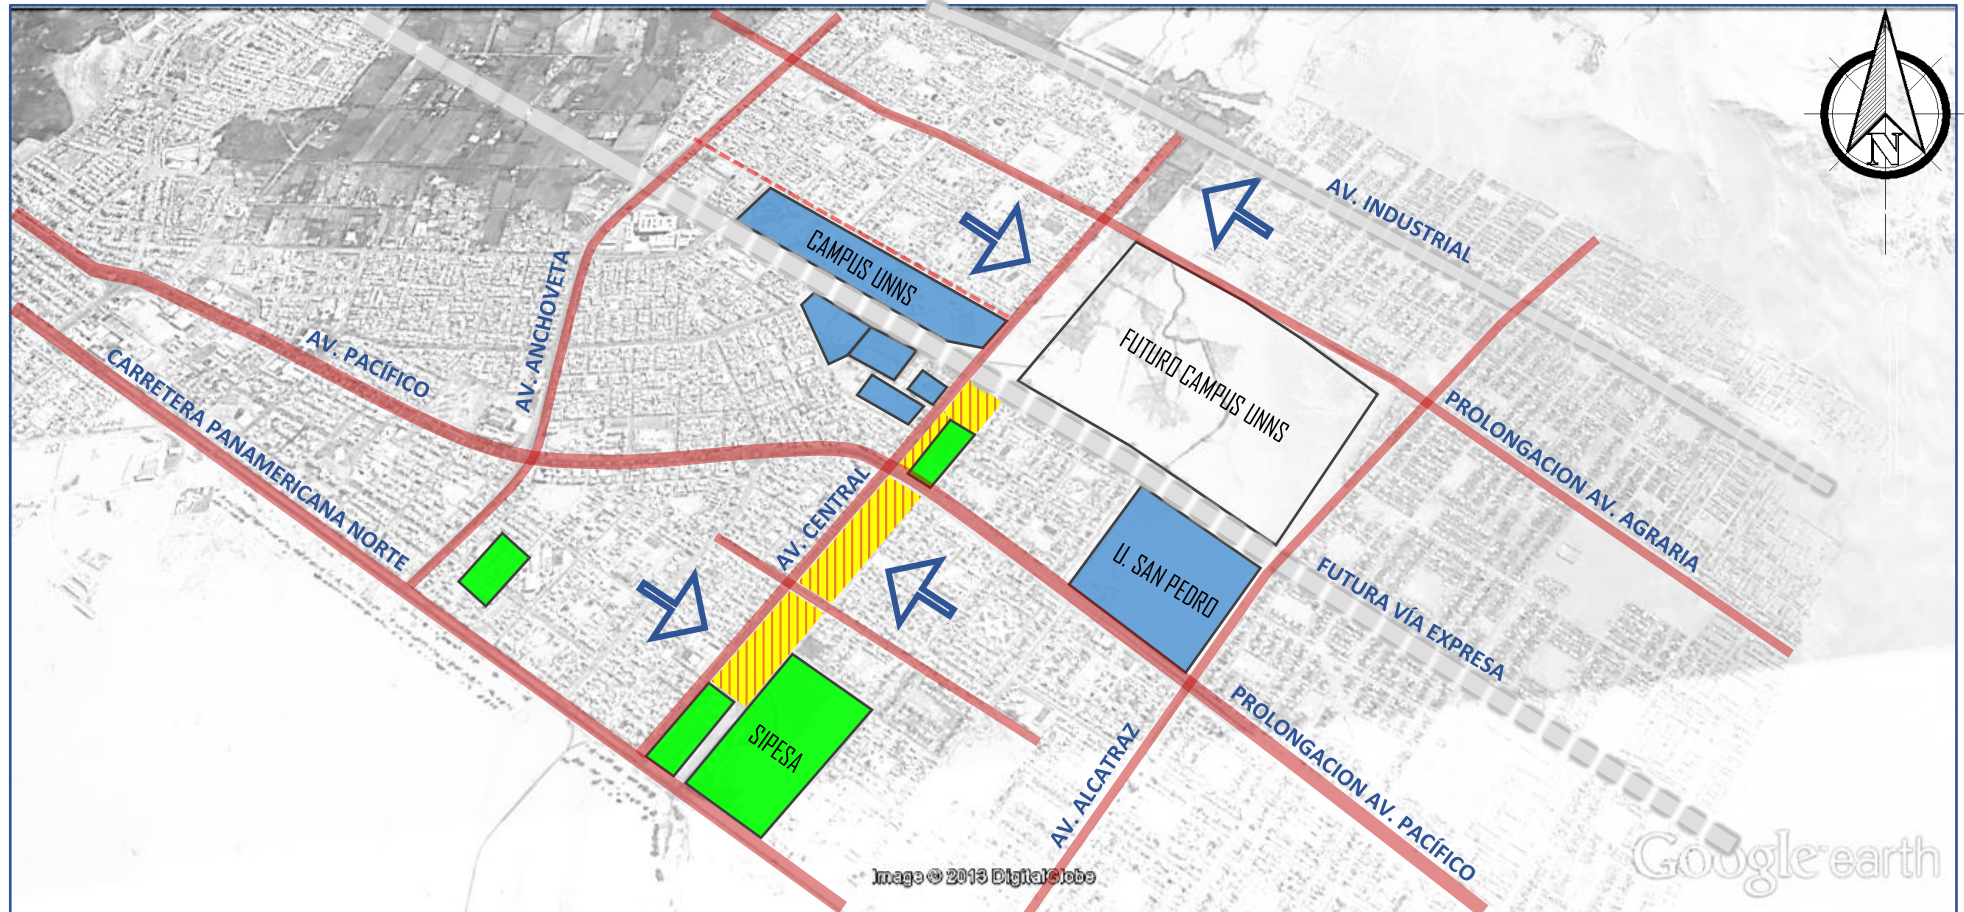 N
AV. INDUSTRIAL
CAMPUS UNNS
AV. ANCHOVETA
AV. PACÍFICO
FUTURO CAMPUS UNNS
CARRETERA PANAMERICANA NORTE
PROLONGACION AV. AGRARIA
AV. CENTRAL
U. SAN PEDRO
FUTURA VÍA EXPRESA
SIPESA
AV. ALCATRAZ
PROLONGACION AV. PACÍFICO
Image © 2013 DigitalGlobe
Google earth